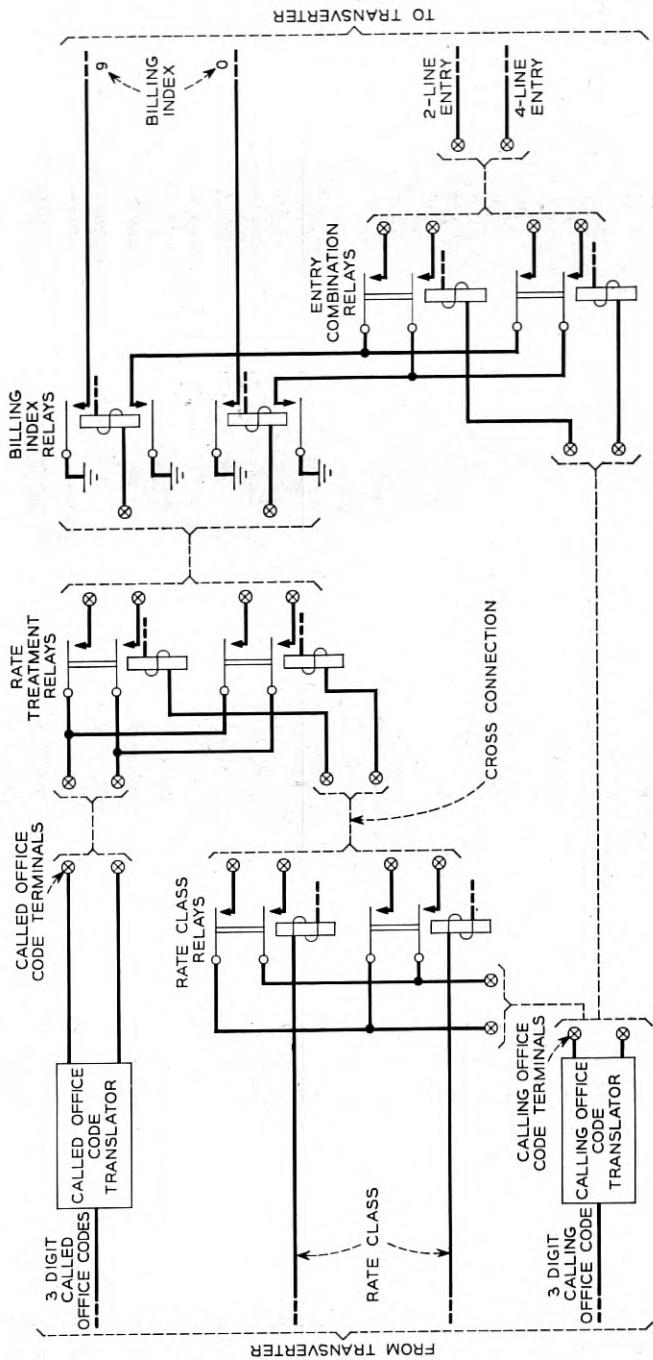 FROM TRANSVERTER
3 DIGIT
CALLED
OFFICE CODES
CALLED OFFICE
CODE
TRANSLATOR
CALLED OFFICE
CODE TERMINALS
RATE
TREATMENT
RELAYS
BILLING
INDEX
RELAYS
9
BILLING
INDEX
0
TO TRANSVERTER
RATE CLASS
RATE CLASS
RELAYS
CROSS CONNECTION
ENTRY
COMBINATION
RELAYS
2-LINE
ENTRY
4-LINE
ENTRY
3 DIGIT
CALLING
OFFICE CODE
CALLING OFFICE
CODE
TRANSLATOR
CALLING OFFICE
CODE TERMINALS